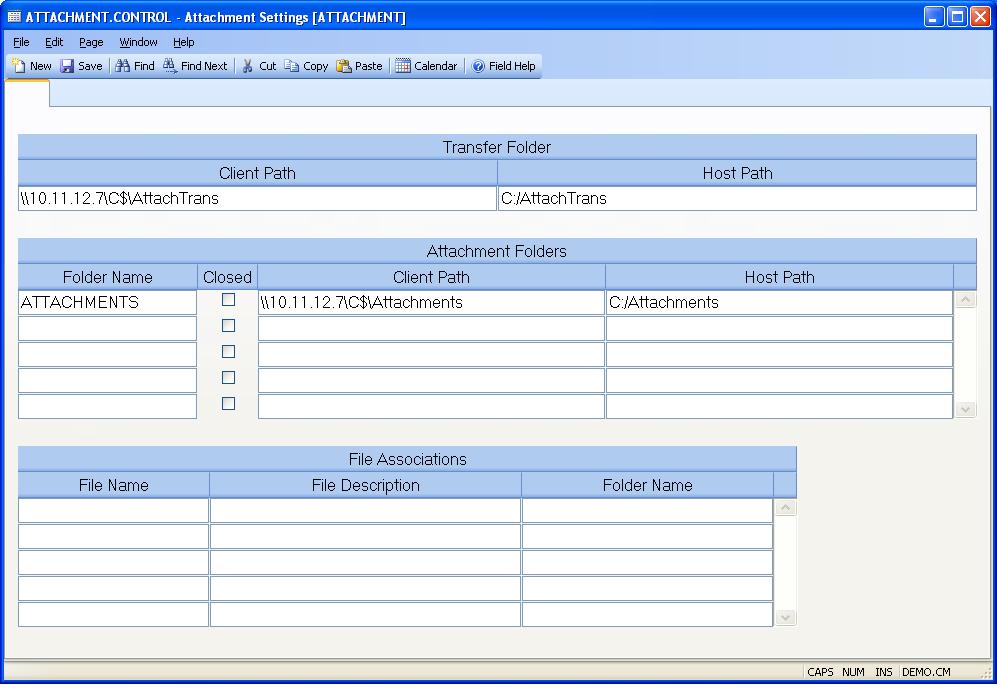 ATTACHMENT.CONTROL - Attachment Settings [ATTACHMENT]
File Edit Page Window Help
New Save Find Find Next Cut Copy Paste Calendar Field Help
Transfer Folder
Client Path Host Path
\\10.11.12.7\C$\AttachTrans C:/AttachTrans
Attachment Folders
Folder Name Closed Client Path Host Path
ATTACHMENTS \\10.11.12.7\C$\Attachments C:/Attachments
File Associations
File Name File Description Folder Name
CAPS NUM INS DEMO.CM